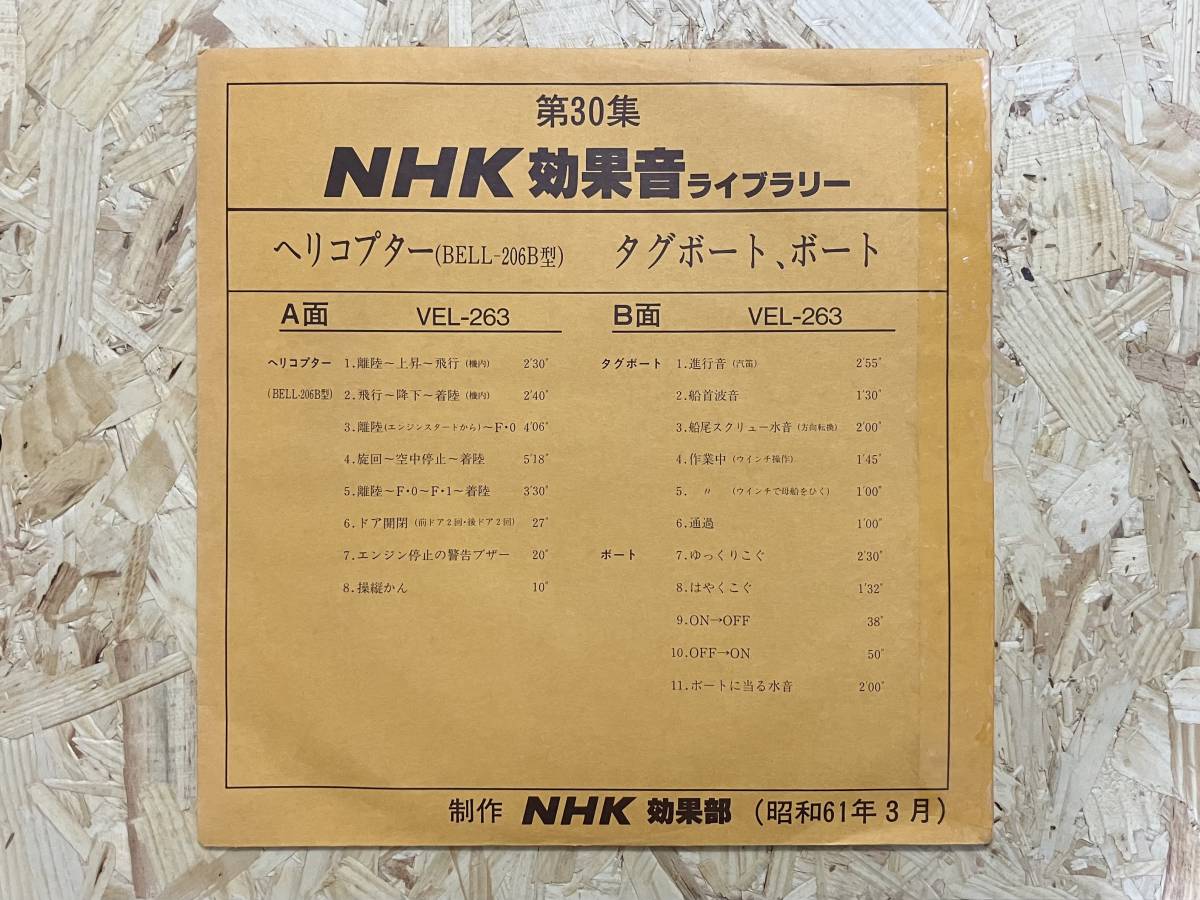 第30集
NHK 効果音ライブラリー
ヘリコプター(BELL-206B型) タグボート、ボート
A面 VEL-263
ヘリコプター 1.離陸～上昇～飛行(機内) 2'30"
(BELL-206B型) 2.飛行～降下～着陸(機内) 2'40"
3.離陸(エンジンスタートから)～F・O 4'06"
4.旋回～空中停止～着陸 5'18"
5.離陸～F・O～F・I～着陸 3'30"
6.ドア開閉(前ドア2回・後ドア2回) 27"
7.エンジン停止の警告ブザー 20"
8.操縦かん 10"
B面 VEL-263
タグボート 1.進行音(汽笛) 2'55"
2.船首波音 1'30"
3.船尾スクリュー水音(方向転換) 2'00"
4.作業中(ウインチ操作) 1'45"
5. 〃 (ウインチで母船をひく) 1'00"
6.通過 1'00"
ボート 7.ゆっくりこぐ 2'30"
8.はやくこぐ 1'32"
9.ON→OFF 38"
10.OFF→ON 50"
11.ボートに当る水音 2'00"
制作 NHK 効果部 (昭和61年3月)